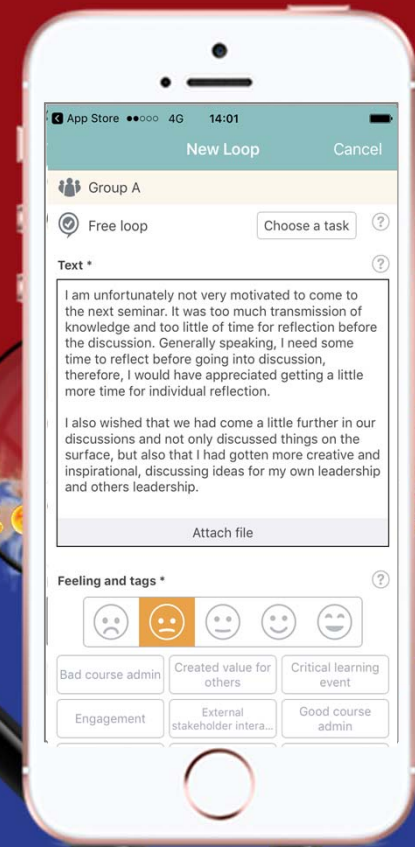 App Store 4G 14:01
New Loop Cancel
Group A
Free loop Choose a task ?
Text * ?
I am unfortunately not very motivated to come to
the next seminar. It was too much transmission of
knowledge and too little of time for reflection before
the discussion. Generally speaking, I need some
time to reflect before going into discussion,
therefore, I would have appreciated getting a little
more time for individual reflection.
I also wished that we had come a little further in our
discussions and not only discussed things on the
surface, but also that I had gotten more creative and
inspirational, discussing ideas for my own leadership
and others leadership.
Attach file
Feeling and tags * ?
Bad course admin Created value for others Critical learning event
Engagement External stakeholder intera... Good course admin